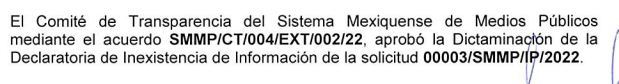 El Comité de Transparencia del Sistema Mexiquense de Medios Públicos
mediante el acuerdo SMMP/CT/004/EXT/002/22, aprobó la Dictaminación de la
Declaratoria de Inexistencia de Información de la solicitud 00003/SMMP/IP/2022.